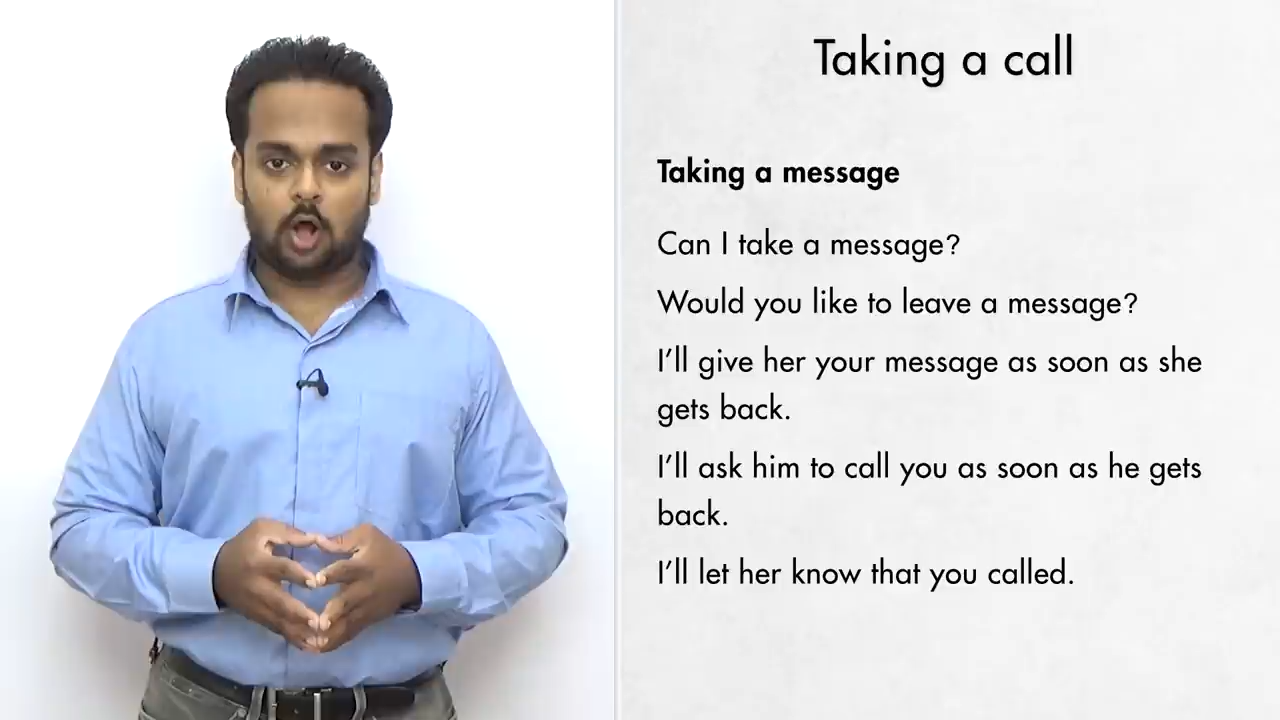 Taking a call
Taking a message
Can I take a message?
Would you like to leave a message?
I'll give her your message as soon as she
gets back.
I'll ask him to call you as soon as he gets
back.
I'll let her know that you called.